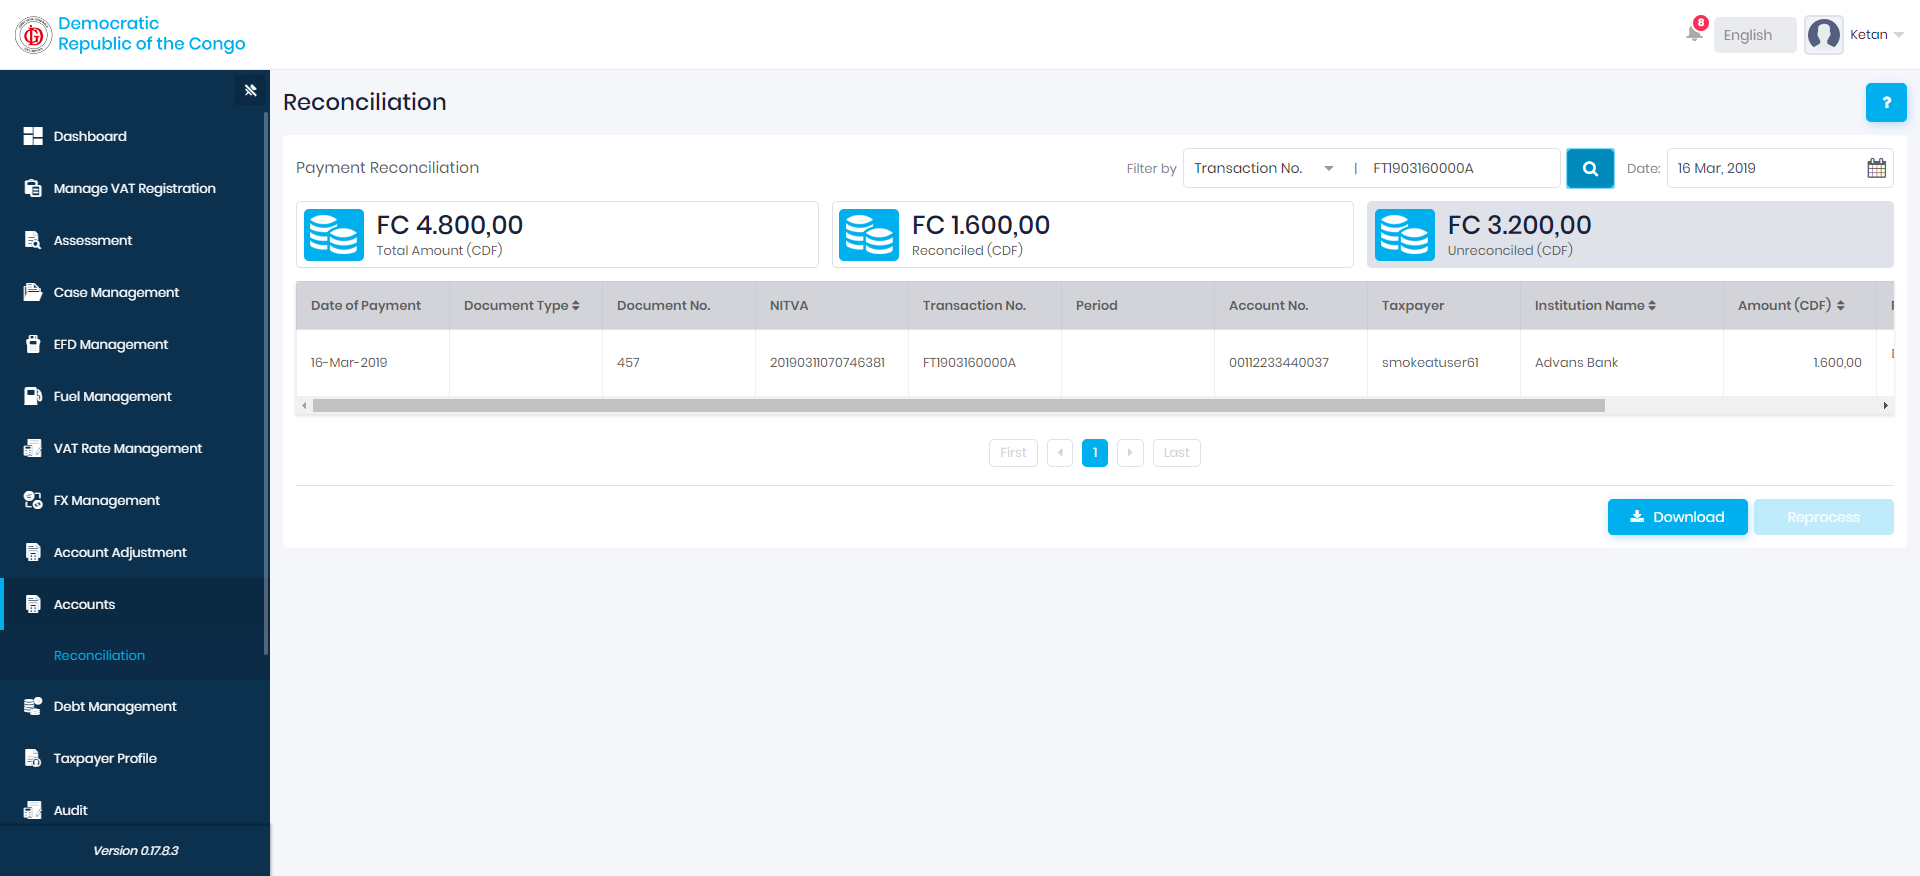 Democratic
Republic of the Congo
8
English
Ketan
Reconciliation
?
Dashboard
Manage VAT Registration
Assessment
Case Management
EFD Management
Fuel Management
VAT Rate Management
FX Management
Account Adjustment
Accounts
Reconciliation
Debt Management
Taxpayer Profile
Audit
Version 0.17.8.3
Payment Reconciliation
Filter by Transaction No. | FT1903160000A Date: 16 Mar, 2019
FC 4.800,00
Total Amount (CDF)
FC 1.600,00
Reconciled (CDF)
FC 3.200,00
Unreconciled (CDF)
Date of Payment Document Type Document No. NITVA Transaction No. Period Account No. Taxpayer Institution Name Amount (CDF)
16-Mar-2019 457 20190311070746381 FT1903160000A 00112233440037 smokeatuser61 Advans Bank 1.600,00
First 1 Last
Download Reprocess